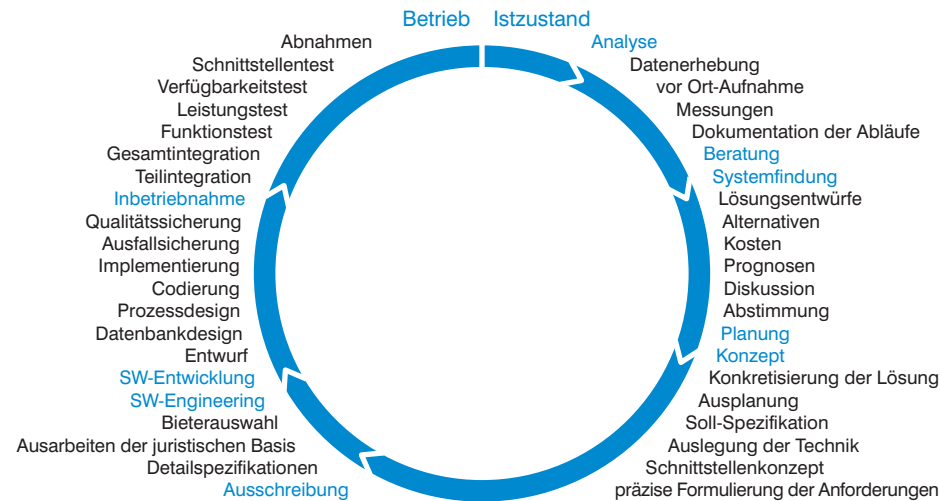 Betrieb Istzustand
Analyse
Datenerhebung
vor Ort-Aufnahme
Messungen
Dokumentation der Abläufe
Beratung
Systemfindung
Lösungsentwürfe
Alternativen
Kosten
Prognosen
Diskussion
Abstimmung
Planung
Konzept
Konkretisierung der Lösung
Ausplanung
Soll-Spezifikation
Auslegung der Technik
Schnittstellenkonzept
präzise Formulierung der Anforderungen
Abnahmen
Schnittstellentest
Verfügbarkeitstest
Leistungstest
Funktionstest
Gesamtintegration
Teilintegration
Inbetriebnahme
Qualitätssicherung
Ausfallsicherung
Implementierung
Codierung
Prozessdesign
Datenbankdesign
Entwurf
SW-Entwicklung
SW-Engineering
Bieterauswahl
Ausarbeiten der juristischen Basis
Detailspezifikationen
Ausschreibung